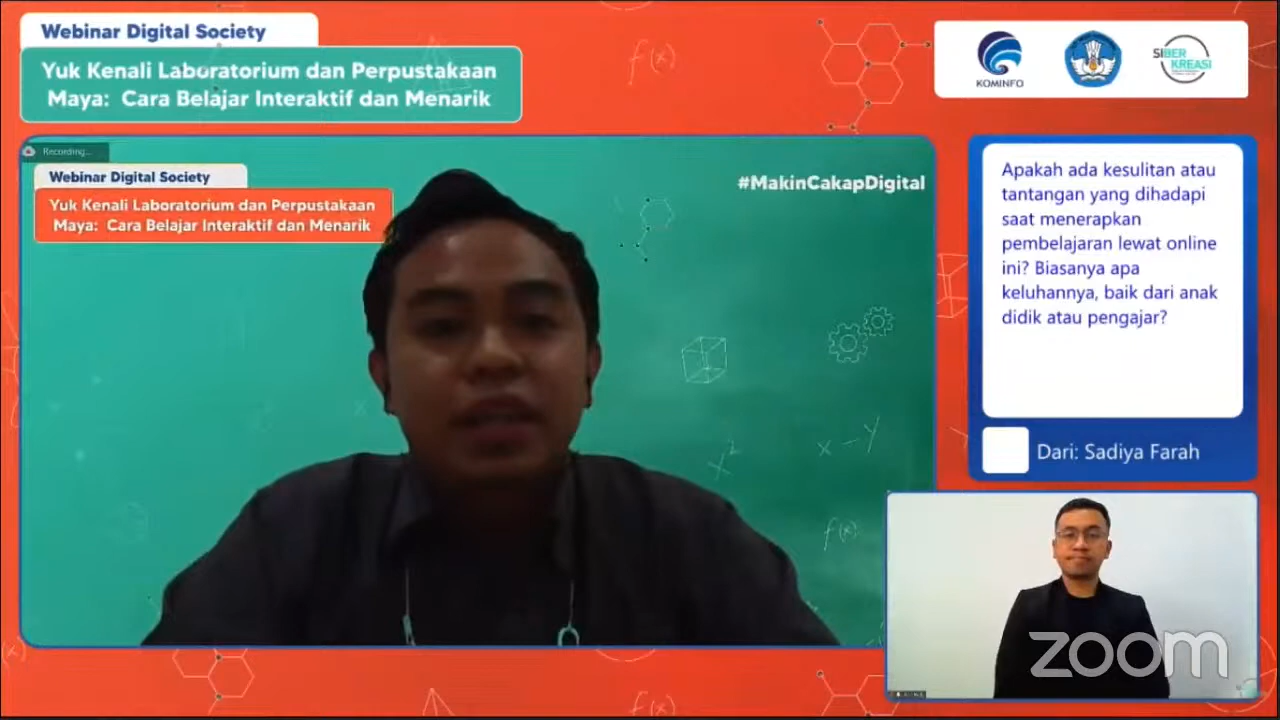 Webinar Digital Society
Yuk Kenali Laboratorium dan Perpustakaan
Maya: Cara Belajar Interaktif dan Menarik
KOMINFO
SIBER
KREASI
Recording...
Webinar Digital Society
Yuk Kenali Laboratorium dan Perpustakaan
Maya: Cara Belajar Interaktif dan Menarik
#MakinCakapDigital
Apakah ada kesulitan atau
tantangan yang dihadapi
saat menerapkan
pembelajaran lewat online
ini? Biasanya apa
keluhannya, baik dari anak
didik atau pengajar?
Dari: Sadiya Farah
f(x)
x²
x - y
f(x)
f(x)
zoom